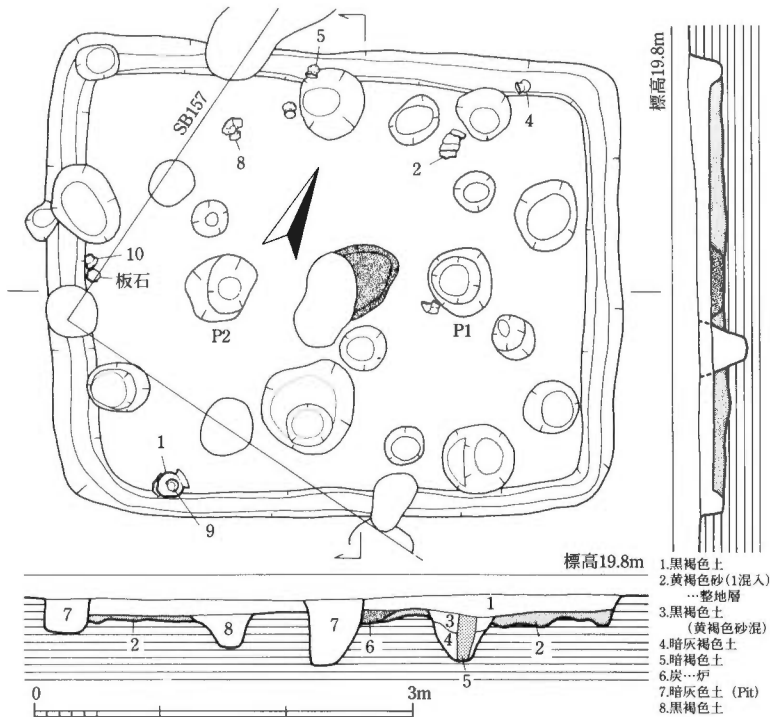 5
4
SB157
8
2
標高19.8m
10
板石
P2
P1
1
9
標高19.8m
7
2
8
7
6
3
4
5
1
2
0
3m
1.黒褐色土
2.黄褐色砂(1混入)
…整地層
3.黒褐色土
(黄褐色砂混)
4.暗灰褐色土
5.暗褐色土
6.炭…炉
7.暗灰色土 (Pit)
8.黒褐色土